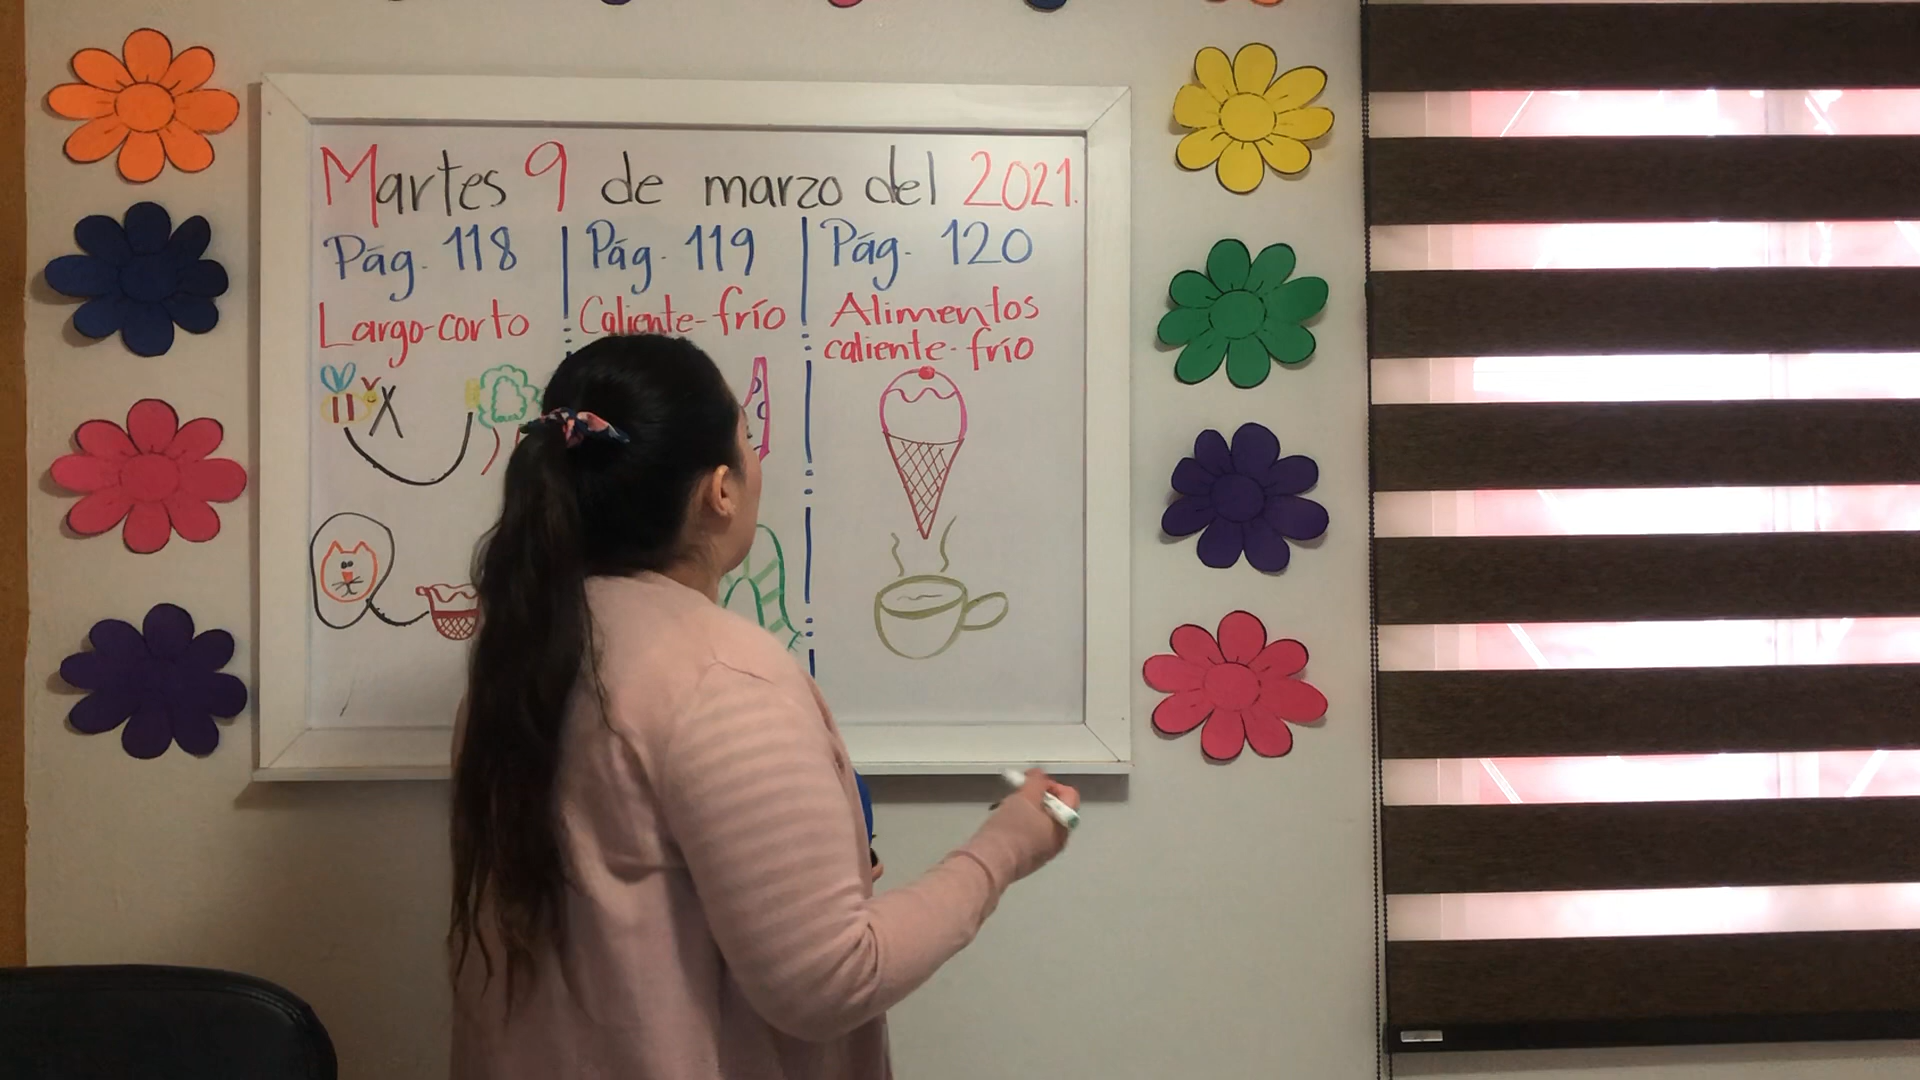 Martes 9 de marzo del 2021.
Pág. 118
Largo-corto
Pág. 119
Caliente-frío
Pág. 120
Alimentos
caliente-frío